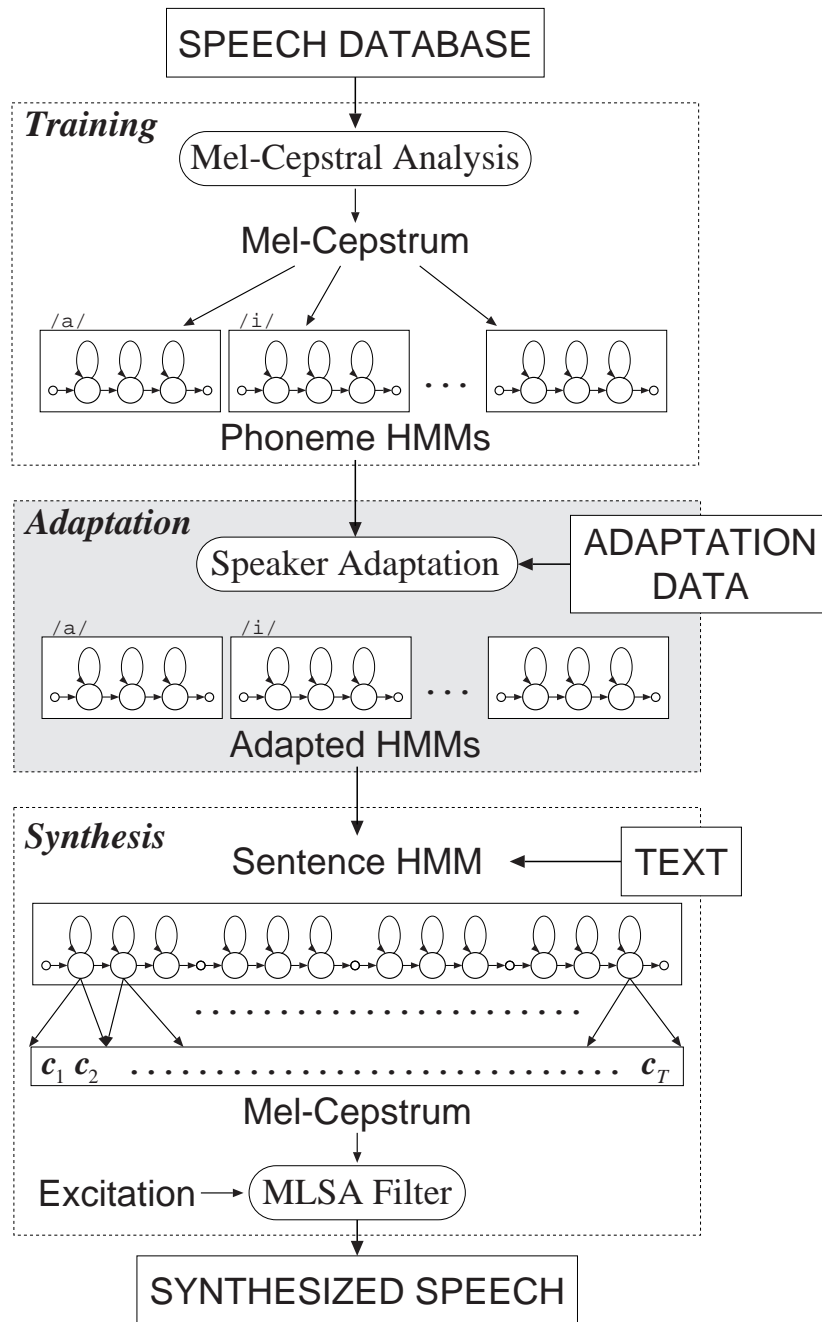 SPEECH DATABASE
Training
Mel-Cepstral Analysis
Mel-Cepstrum
/a/ /i/
. . .
Phoneme HMMs
Adaptation
Speaker Adaptation
ADAPTATION
DATA
/a/ /i/
. . .
Adapted HMMs
Synthesis
Sentence HMM
TEXT
c1 c2 . . . . . . . . . . . . . . . . . . . . . . . . . . . . . . . cT
Mel-Cepstrum
Excitation
MLSA Filter
SYNTHESIZED SPEECH